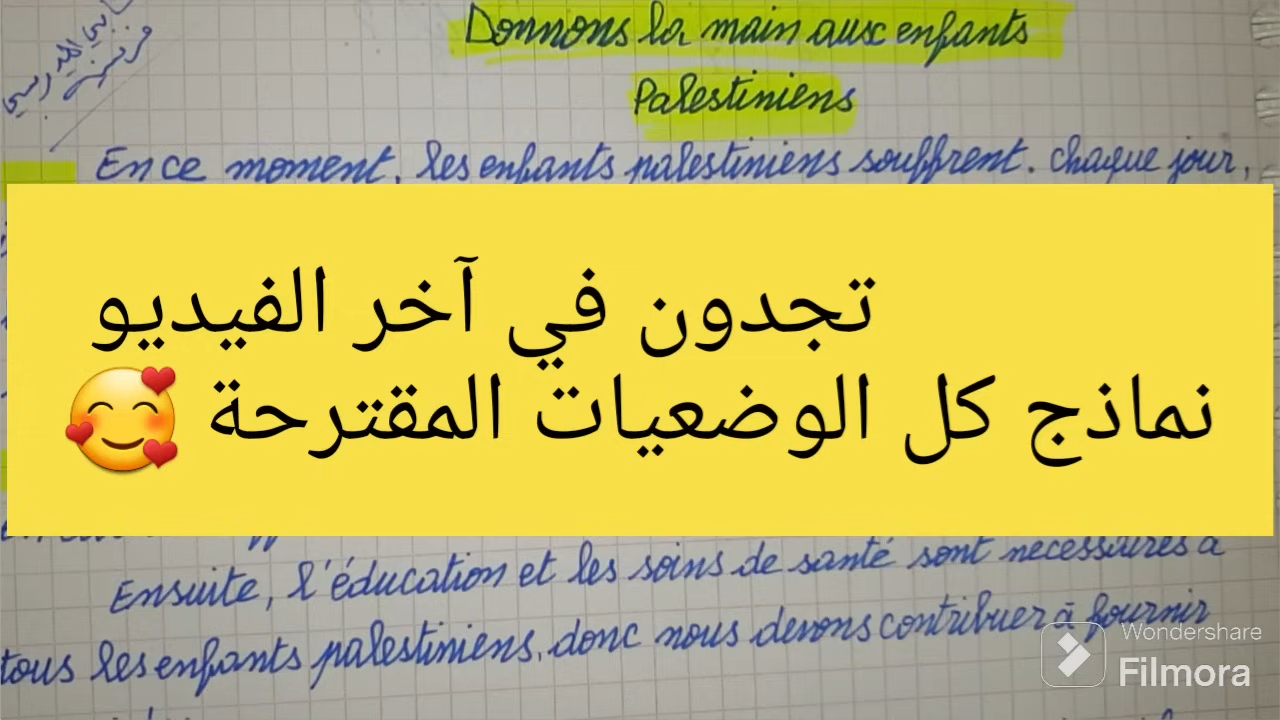 Donnons la main aux enfants
Palestiniens
En ce moment, les enfants palestiniens souffrent. chaque jour,
تجدون في آخر الفيديو
نماذج كل الوضعيات المقترحة 🥰
Ensuite, l'éducation et les soins de santé sont necessaires à
tous les enfants palestiniens. donc nous devons contribuer à fournir
Wondershare
Filmora